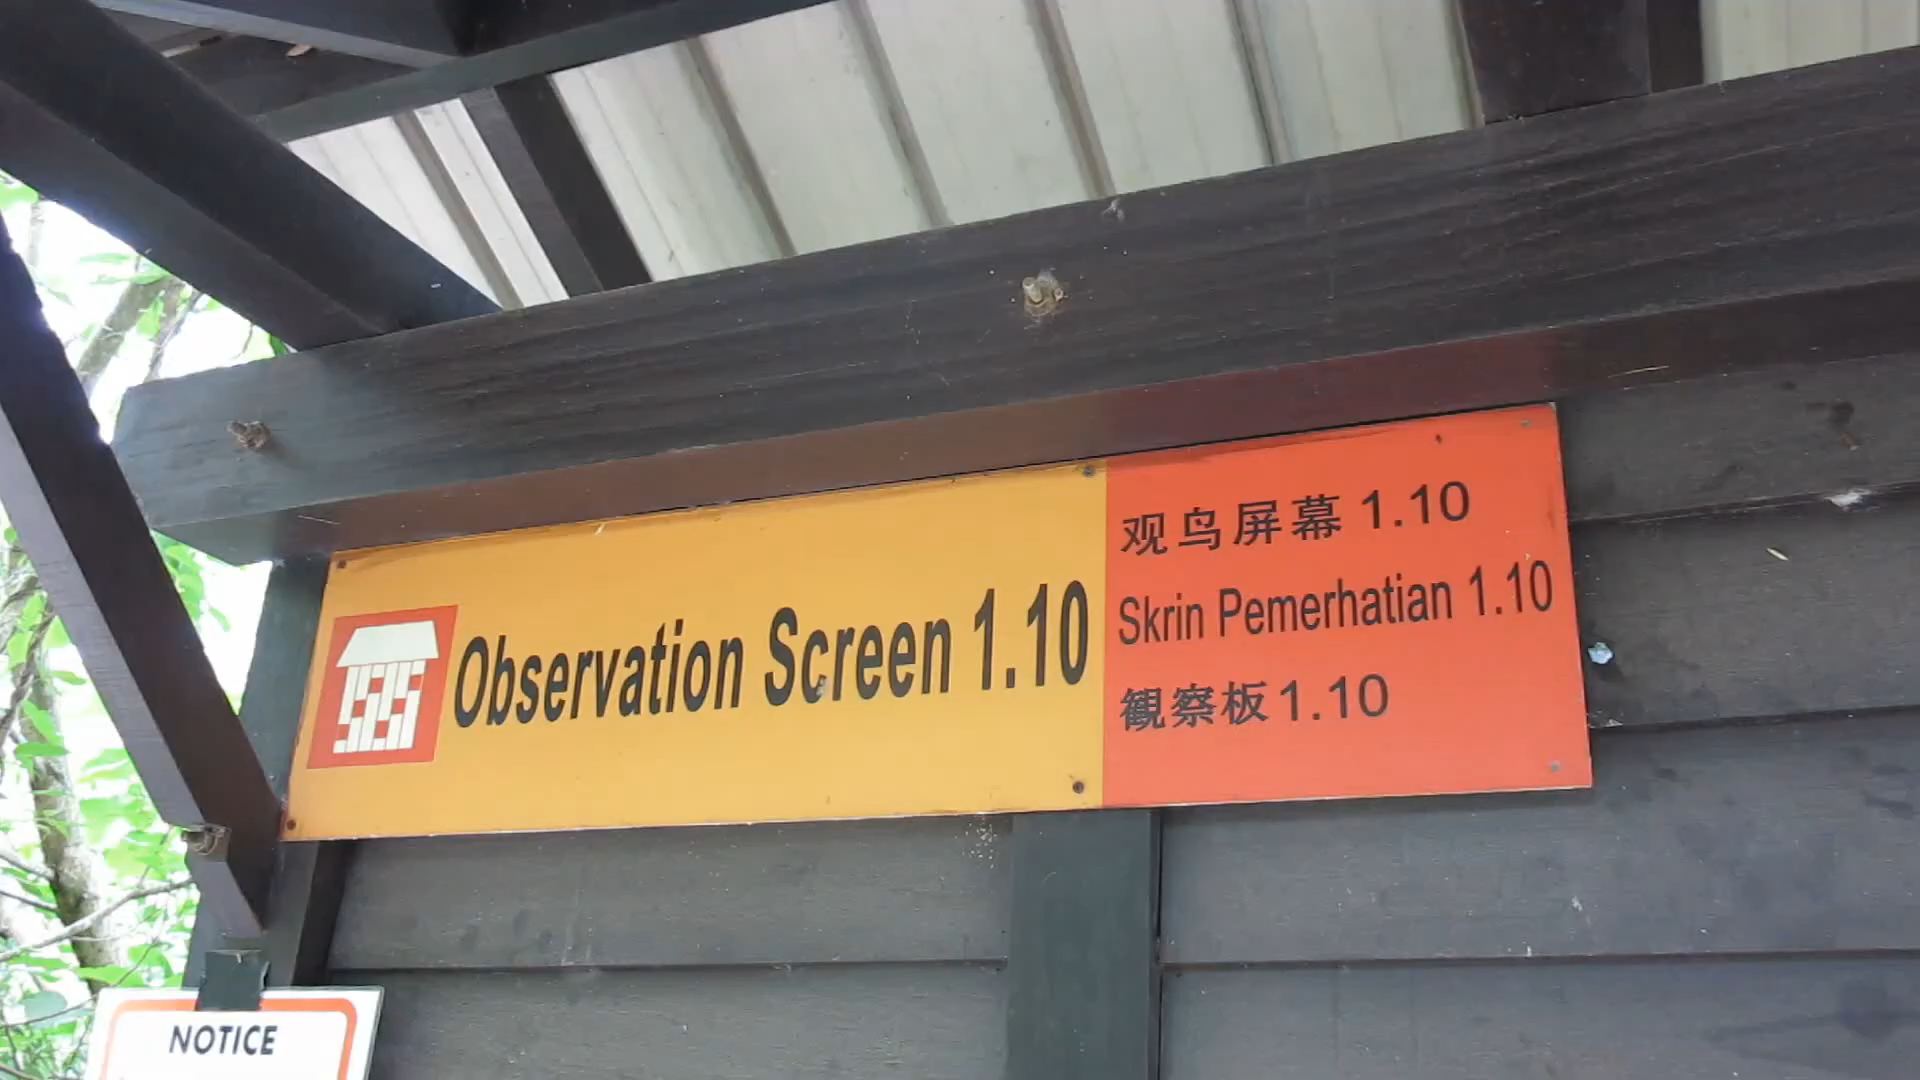 Observation Screen 1.10
观鸟屏幕 1.10
Skrin Pemerhatian 1.10
観察板 1.10
NOTICE